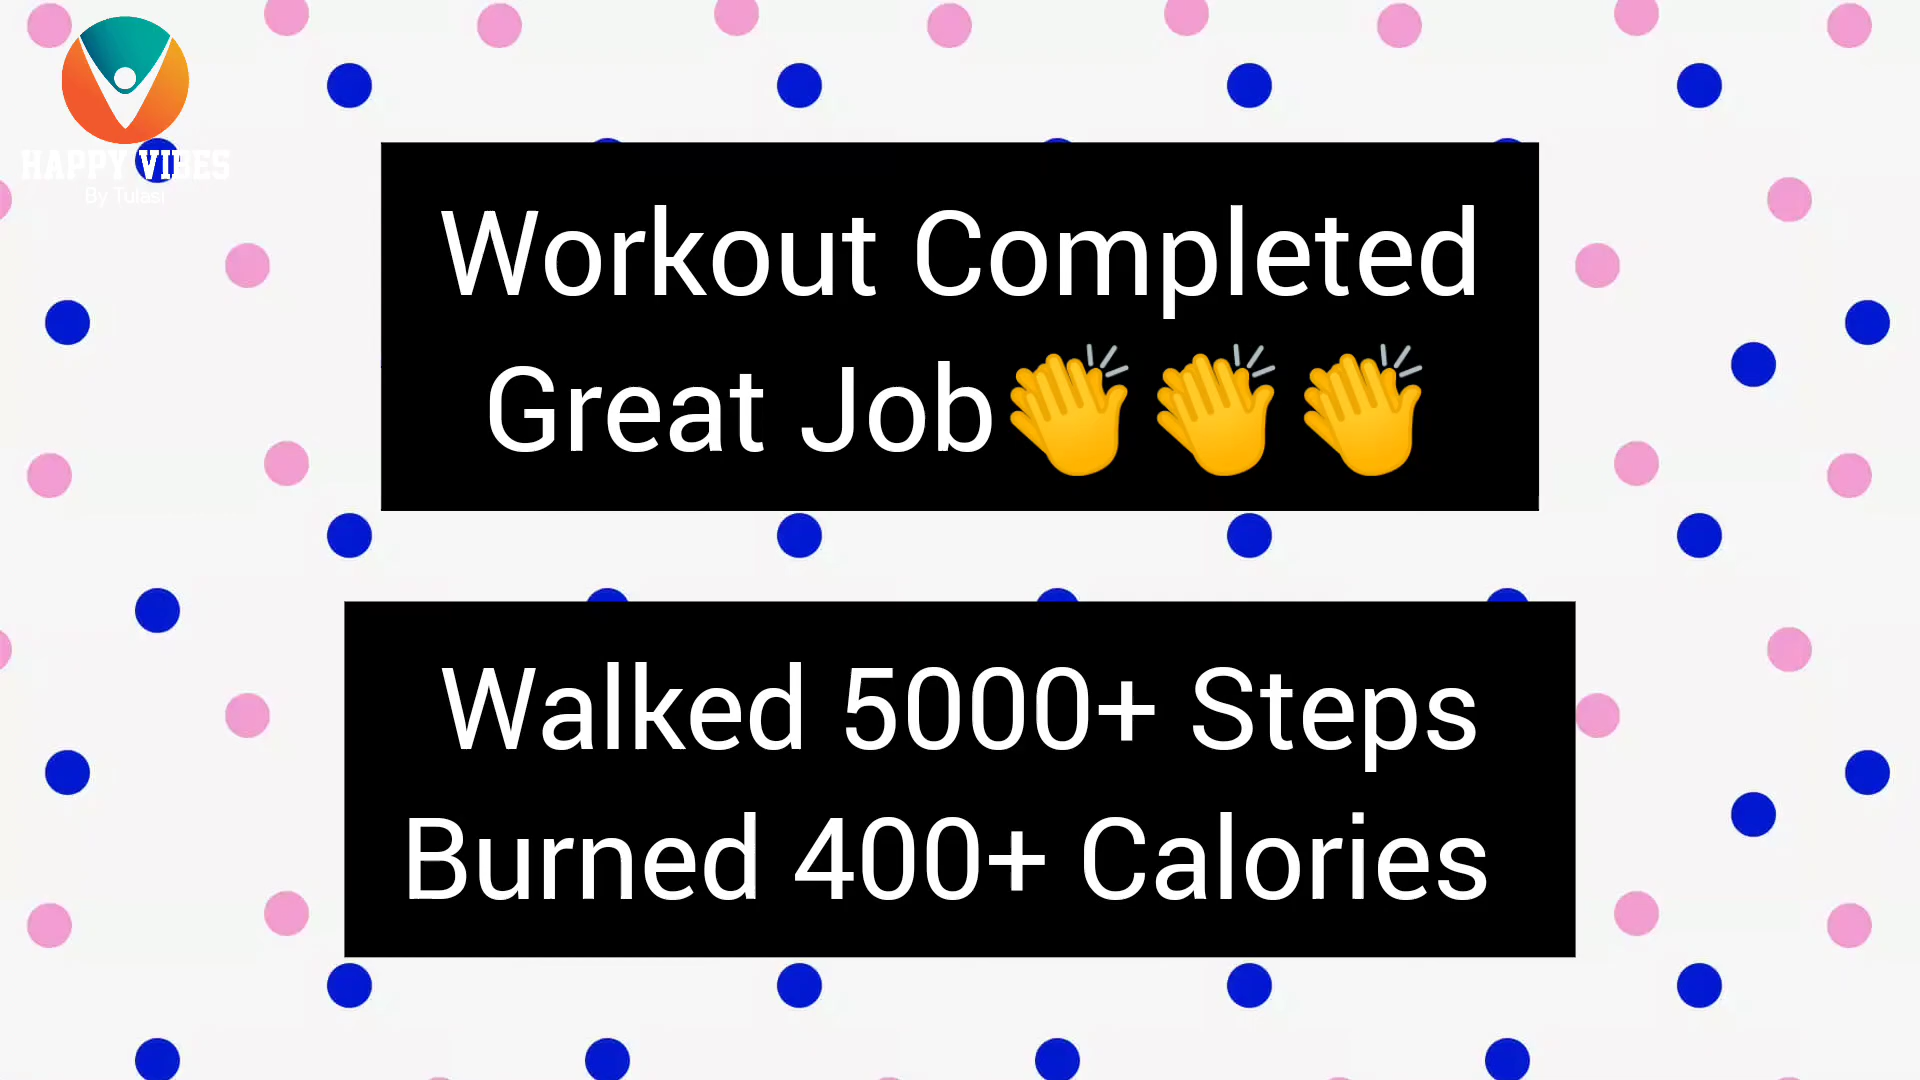 HAPPY VIBES
By Tulasi
Workout Completed
Great Job👏👏👏
Walked 5000+ Steps
Burned 400+ Calories